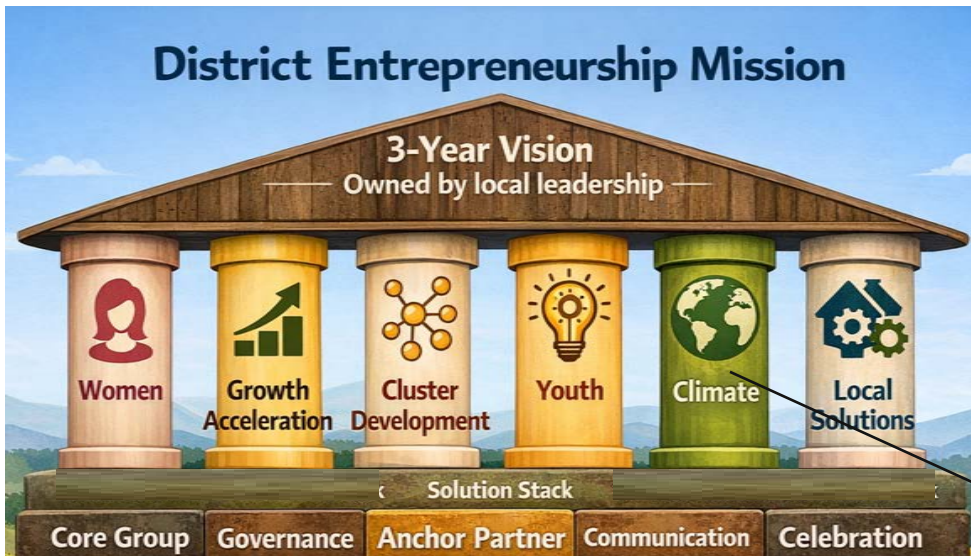 District Entrepreneurship Mission
3-Year Vision
Owned by local leadership
Women
Growth
Acceleration
Cluster
Development
Youth
Climate
Local
Solutions
Solution Stack
Core Group
Governance
Anchor Partner
Communication
Celebration